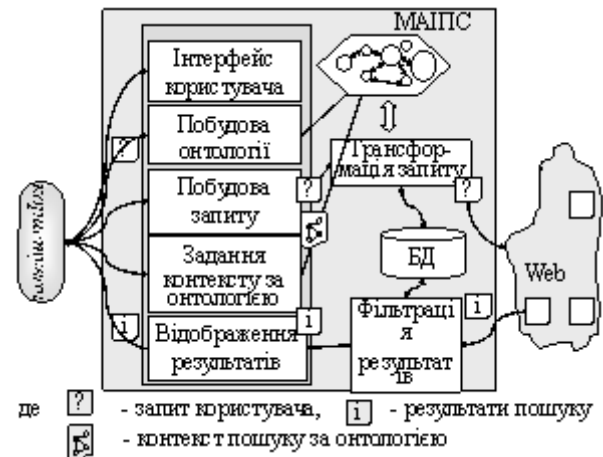 МАІПС
Інтерфейс
користувача
Побудова
онтології
?
Побудова
запиту
?
Трансфор-
мація запиту
?
Задання
контексту за
онтологією
БД
Web
і
Відображення
результатів
і
Фільтраці
я
результат
ів
і
де ? - запит користувача, і - результати пошуку
- контекст пошуку за онтологією